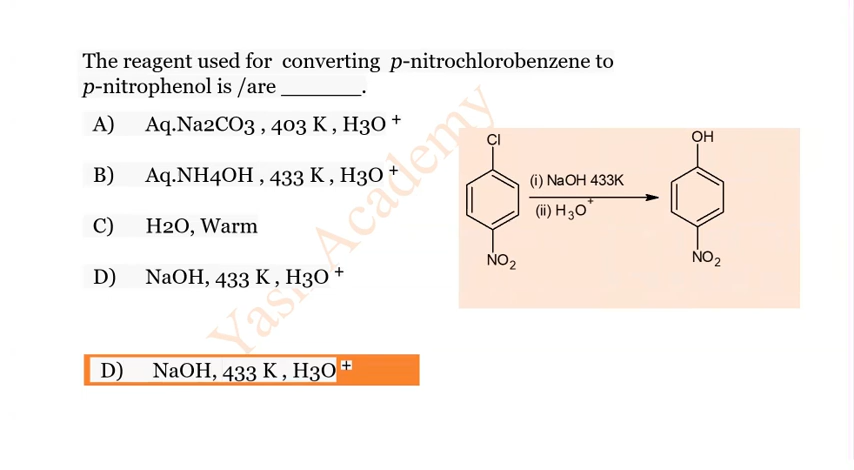 The reagent used for converting p-nitrochlorobenzene to
p-nitrophenol is /are _______.
A) Aq.Na2CO3 , 403 K , H3O +
B) Aq.NH4OH , 433 K , H3O +
C) H2O, Warm
D) NaOH, 433 K , H3O +
Cl
(i) NaOH 433K
(ii) H3O+
NO2
OH
NO2
D) NaOH, 433 K , H3O +
Academy